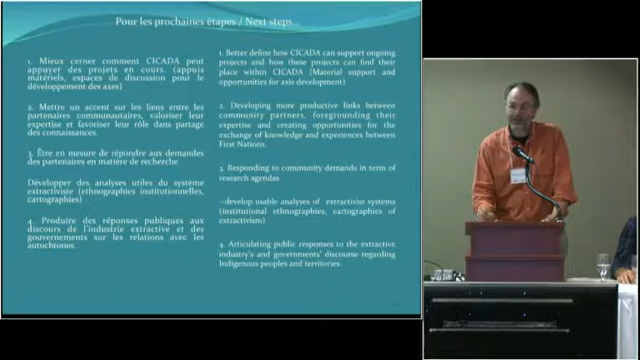 Pour les prochaines étapes / Next steps...
1. Mieux cerner comment CICADA peut
appuyer des projets en cours. (appuis
matériels, espaces de discussion pour le
développement des axes)
2. Mettre un accent sur les liens entre les
partenaires communautaires, valoriser leur
expertise et favoriser leur rôle dans partage
des connaissances.
3. Être en mesure de répondre aux demandes
des partenaires en matière de recherche
Développer des analyses utiles du système
extractiviste (ethnographies institutionnelles,
cartographies)
4. Produire des réponses publiques aux
discours de l'industrie extractive et des
gouvernements sur les relations avec les
autochtones.
1. Better define how CICADA can support ongoing
projects and how these projects can find their
place within CICADA (Material support and
opportunities for axis development)
2. Developing more productive links between
community partners, foregrounding their
expertise and creating opportunities for the
exchange of knowledge and experiences between
First Nations.
3. Responding to community demands in term of
research agendas
--develop usable analyses of extractivist systems
(institutional ethnographies, cartographies of
extractivism)
4. Articulating public responses to the extractive
industry's and governments' discourse regarding
Indigenous peoples and territories.